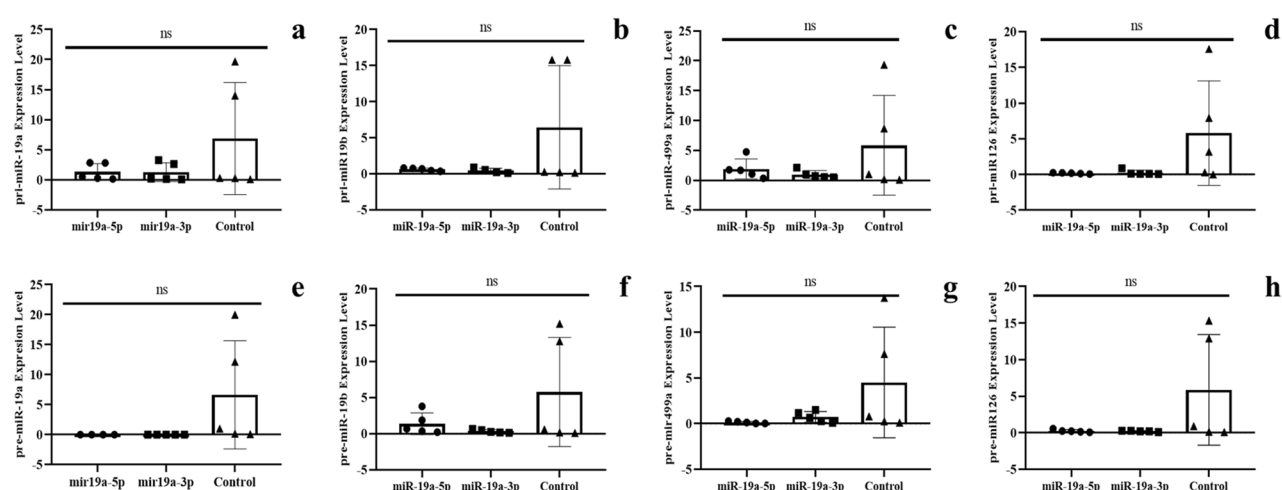 ns
a
pri-miR-19a Expression Level
25
20
15
10
5
0
-5
mir19a-5p
mir19a-3p
Control
ns
b
pri-miR19b Expression Level
20
15
10
5
0
-5
miR-19a-5p
miR-19a-3p
Control
ns
c
pri-miR-499a Expression Level
25
20
15
10
5
0
-5
miR-19a-5p
miR-19a-3p
Control
ns
d
pri-miR126 Expression Level
20
15
10
5
0
-5
miR-19a-5p
miR-19a-3p
Control
ns
e
pre-miR-19a Expresion Level
25
20
15
10
5
0
-5
mir19a-5p
mir19a-3p
Control
ns
f
pre-miR-19b Expression Level
20
15
10
5
0
-5
miR-19a-5p
miR-19a-3p
Control
ns
g
pre-mir499a Expression Level
15
10
5
0
-5
miR-19a-5p
miR-19a-3p
Control
ns
h
pre-miR126 Expression Level
20
15
10
5
0
-5
miR-19a-5p
miR-19a-3p
Control